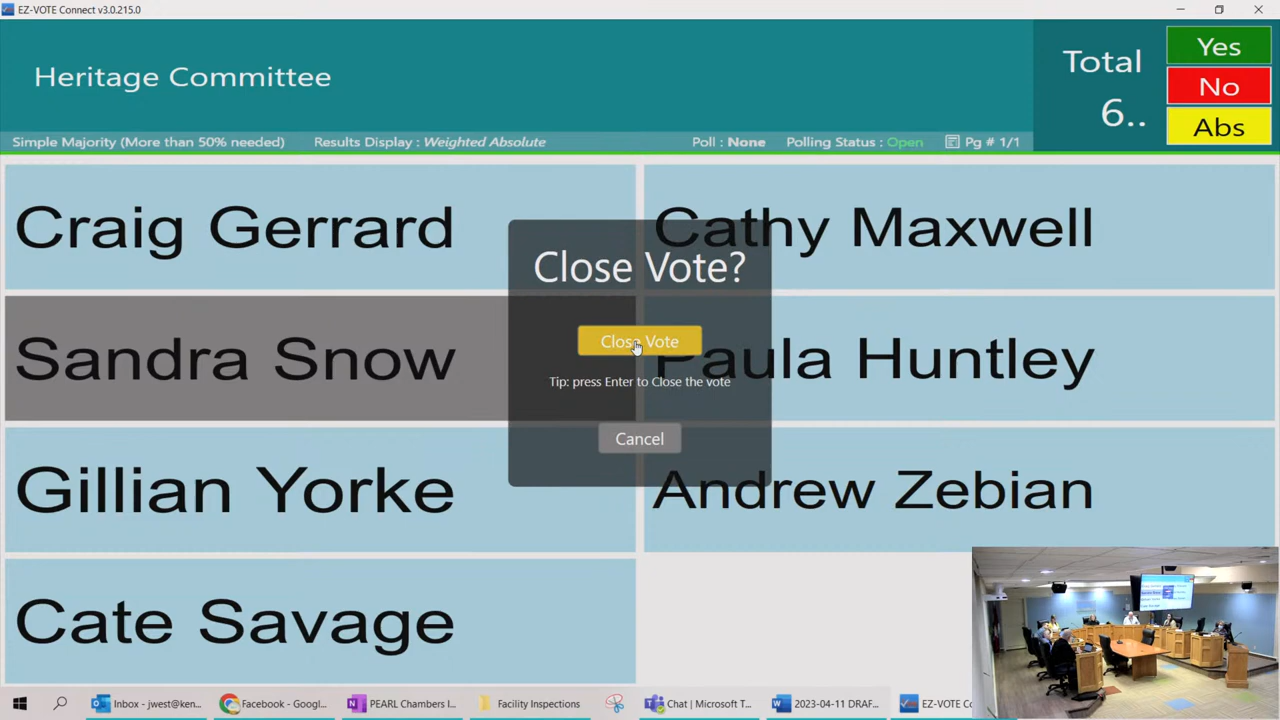 EZ-VOTE Connect v3.0.215.0
Heritage Committee
Total
6..
Yes
No
Abs
Simple Majority (More than 50% needed) Results Display : Weighted Absolute Poll : None Polling Status : Open Pg # 1/1
Craig Gerrard
Cathy Maxwell
Sandra Snow
Paula Huntley
Gillian Yorke
Andrew Zebian
Cate Savage
Close Vote?
Close Vote
Tip: press Enter to Close the vote
Cancel
Inbox - jwest@ken... Facebook - Googl... PEARL Chambers I... Facility Inspections Chat | Microsoft T... 2023-04-11 DRAF... EZ-VOTE Connect